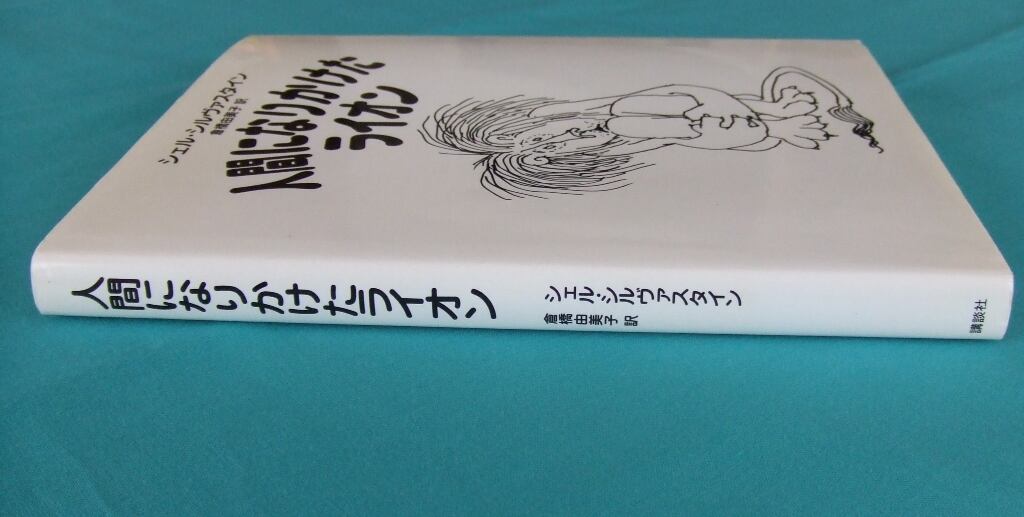 シェル・シルヴァスタイン
倉橋由美子 訳
人間になりかけた
ライオン
人間になりかけたライオン
シェル・シルヴァスタイン
倉橋由美子 訳
講談社